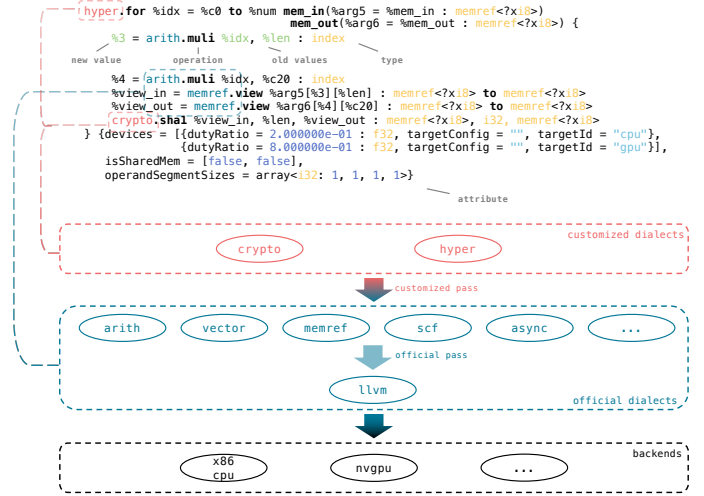 hyper.for %idx = %c0 to %num mem_in(%arg5 = %mem_in : memref<?xi8>)
mem_out(%arg6 = %mem_out : memref<?xi8>) {
%3 = arith.muli %idx, %len : index
new value operation old values type
%4 = arith.muli %idx, %c20 : index
%view_in = memref.view %arg5[%3][%len] : memref<?xi8> to memref<?xi8>
%view_out = memref.view %arg6[%4][%c20] : memref<?xi8> to memref<?xi8>
crypto.sha1 %view_in, %len, %view_out : memref<?xi8>, i32, memref<?xi8>
} {devices = [{dutyRatio = 2.000000e-01 : f32, targetConfig = "", targetId = "cpu"},
{dutyRatio = 8.000000e-01 : f32, targetConfig = "", targetId = "gpu"}],
isSharedMem = [false, false],
operandSegmentSizes = array<i32: 1, 1, 1, 1>}
attribute
customized dialects
crypto hyper
customized pass
arith vector memref scf async ...
official pass
llvm
official dialects
backends
x86
cpu
nvgpu
...